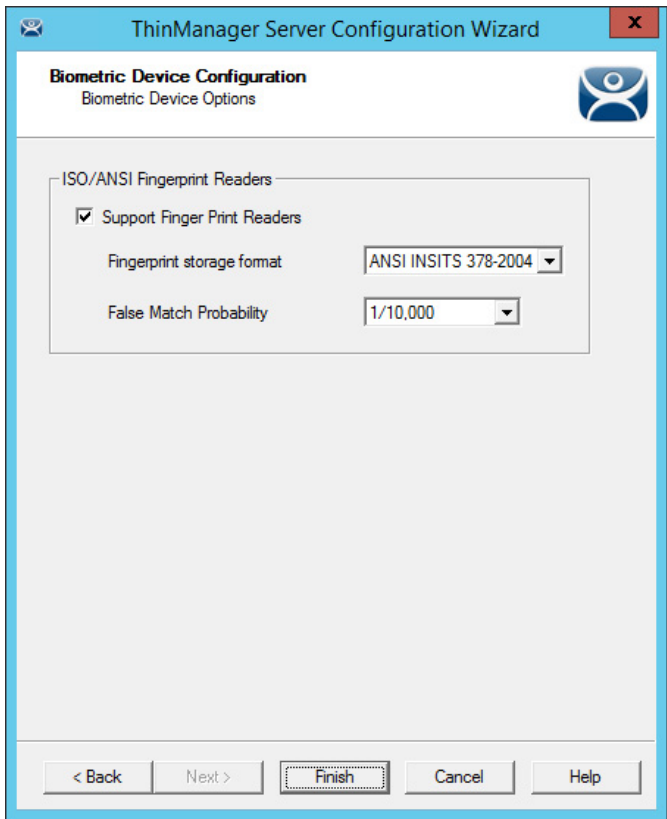 ThinManager Server Configuration Wizard
x
Biometric Device Configuration
Biometric Device Options
ISO/ANSI Fingerprint Readers
Support Finger Print Readers
Fingerprint storage format ANSI INSITS 378-2004
False Match Probability 1/10,000
< Back Next > Finish Cancel Help